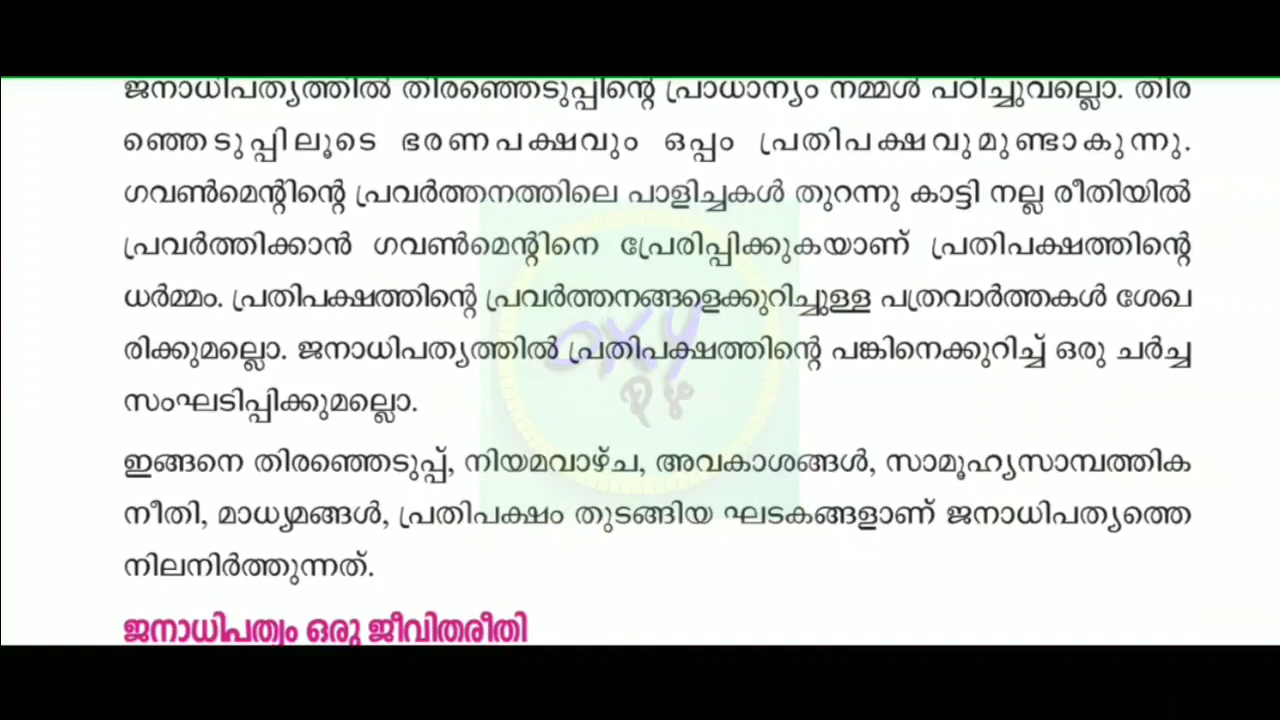 ജനാധിപത്യത്തിൽ തിരഞ്ഞെടുപ്പിന്റെ പ്രാധാന്യം നമ്മൾ പഠിച്ചുവല്ലൊ. തിര
ഞ്ഞെടുപ്പിലൂടെ ഭരണപക്ഷവും ഒപ്പം പ്രതിപക്ഷവുമുണ്ടാകുന്നു.
ഗവൺമെന്റിന്റെ പ്രവർത്തനത്തിലെ പാളിച്ചകൾ തുറന്നു കാട്ടി നല്ല രീതിയിൽ
പ്രവർത്തിക്കാൻ ഗവൺമെന്റിനെ പ്രേരിപ്പിക്കുകയാണ് പ്രതിപക്ഷത്തിന്റെ
ധർമ്മം. പ്രതിപക്ഷത്തിന്റെ പ്രവർത്തനങ്ങളെക്കുറിച്ചുള്ള പത്രവാർത്തകൾ ശേഖ
രിക്കുമല്ലൊ. ജനാധിപത്യത്തിൽ പ്രതിപക്ഷത്തിന്റെ പങ്കിനെക്കുറിച്ച് ഒരു ചർച്ച
സംഘടിപ്പിക്കുമല്ലൊ.
ഇങ്ങനെ തിരഞ്ഞെടുപ്പ്, നിയമവാഴ്ച, അവകാശങ്ങൾ, സാമൂഹ്യസാമ്പത്തിക
നീതി, മാധ്യമങ്ങൾ, പ്രതിപക്ഷം തുടങ്ങിയ ഘടകങ്ങളാണ് ജനാധിപത്യത്തെ
നിലനിർത്തുന്നത്.
ജനാധിപത്യം ഒരു ജീവിതരീതി